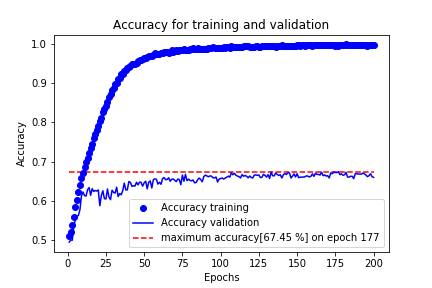 Accuracy for training and validation
1.0
0.9
0.8
0.7
0.6
0.5
Accuracy
Accuracy training
Accuracy validation
maximum accuracy[67.45 %] on epoch 177
0 25 50 75 100 125 150 175 200
Epochs